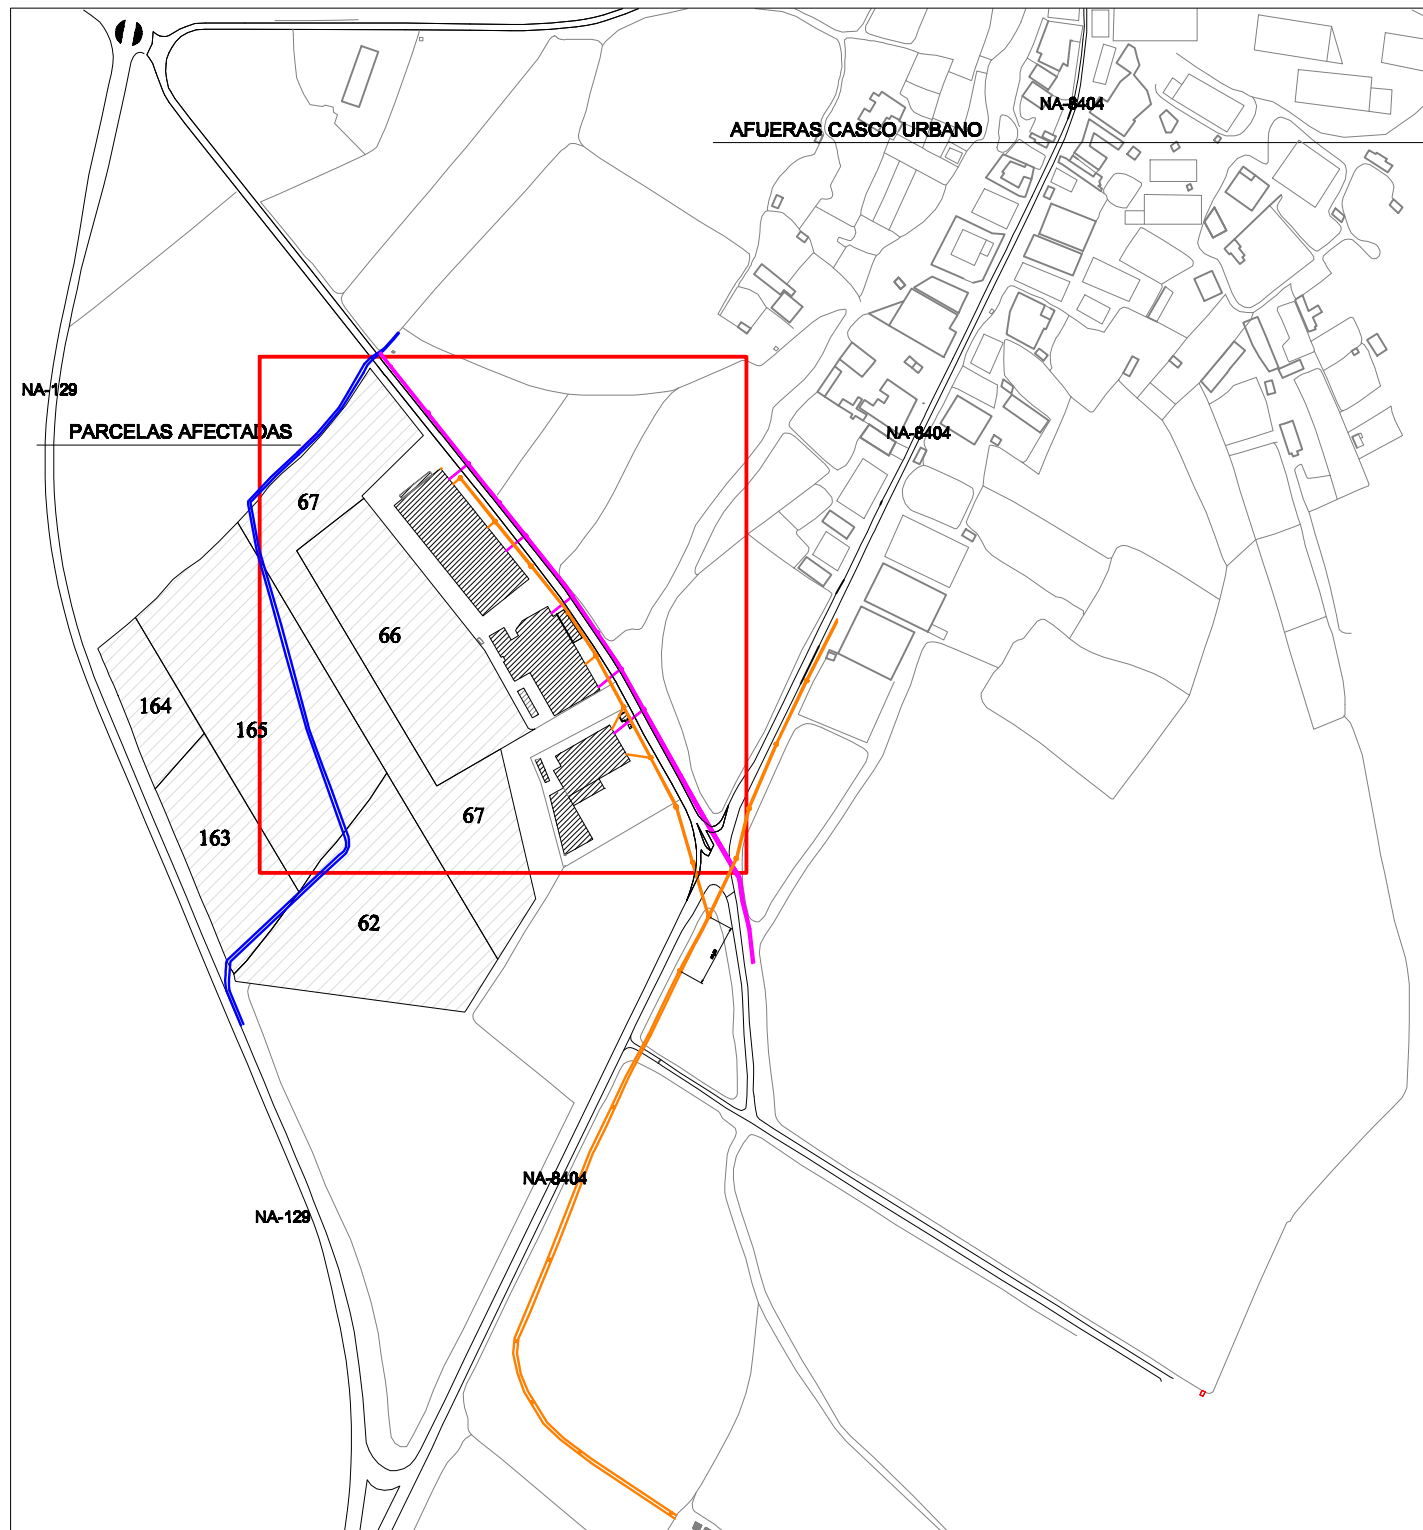 NA-8404
AFUERAS CASCO URBANO
NA-129
PARCELAS AFECTADAS
NA-8404
67
66
164
165
67
163
62
NA-8404
NA-129